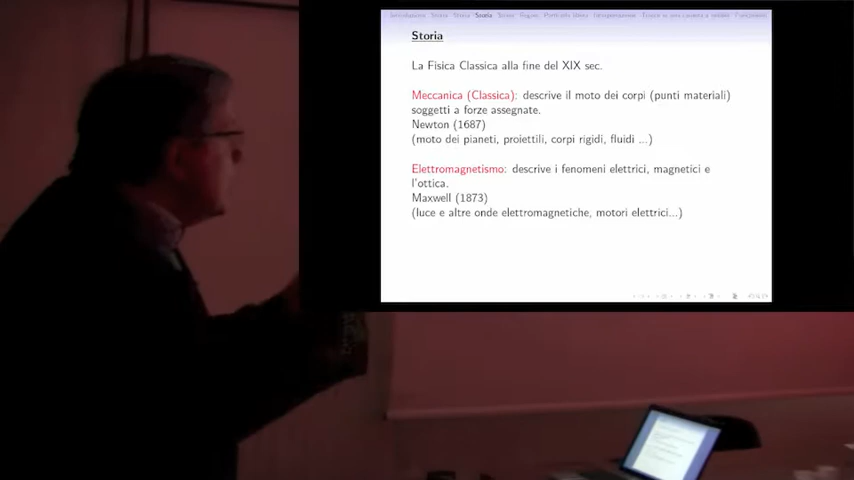 Storia
La Fisica Classica alla fine del XIX sec.
Meccanica (Classica): descrive il moto dei corpi (punti materiali)
soggetti a forze assegnate.
Newton (1687)
(moto dei pianeti, proiettili, corpi rigidi, fluidi ...)
Elettromagnetismo: descrive i fenomeni elettrici, magnetici e
l'ottica.
Maxwell (1873)
(luce e altre onde elettromagnetiche, motori elettrici...)